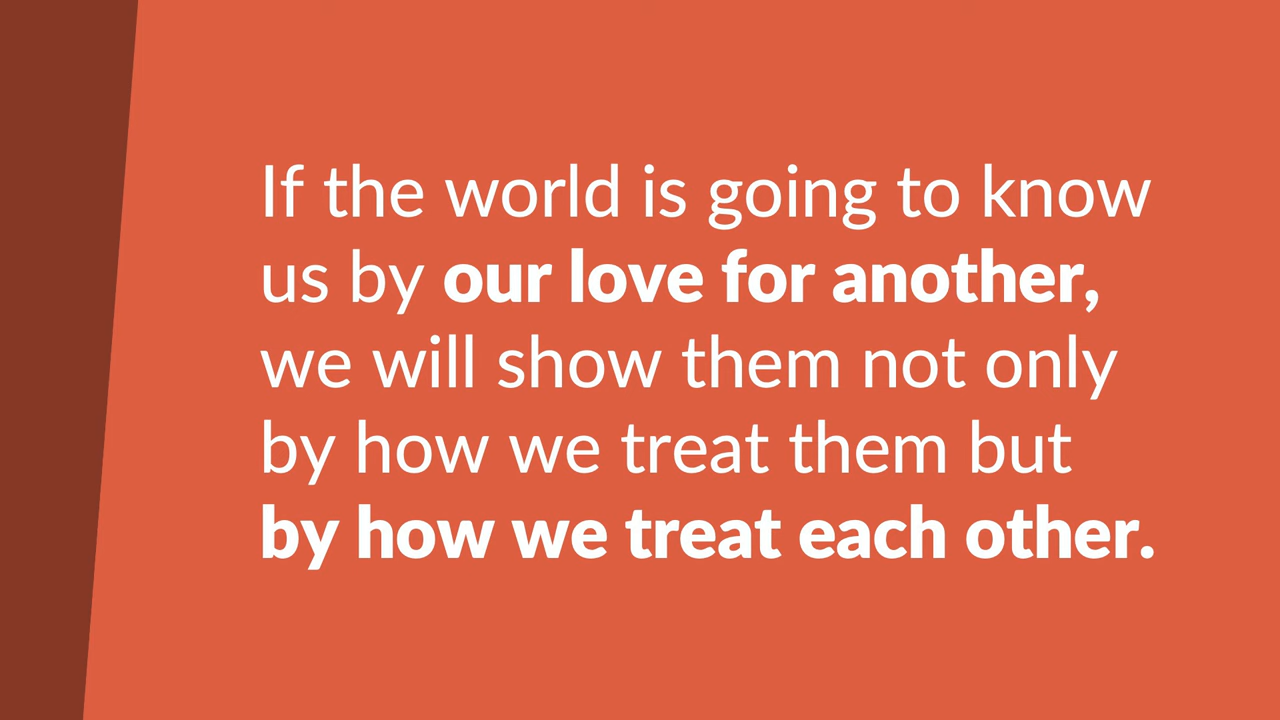 If the world is going to know
us by our love for another,
we will show them not only
by how we treat them but
by how we treat each other.